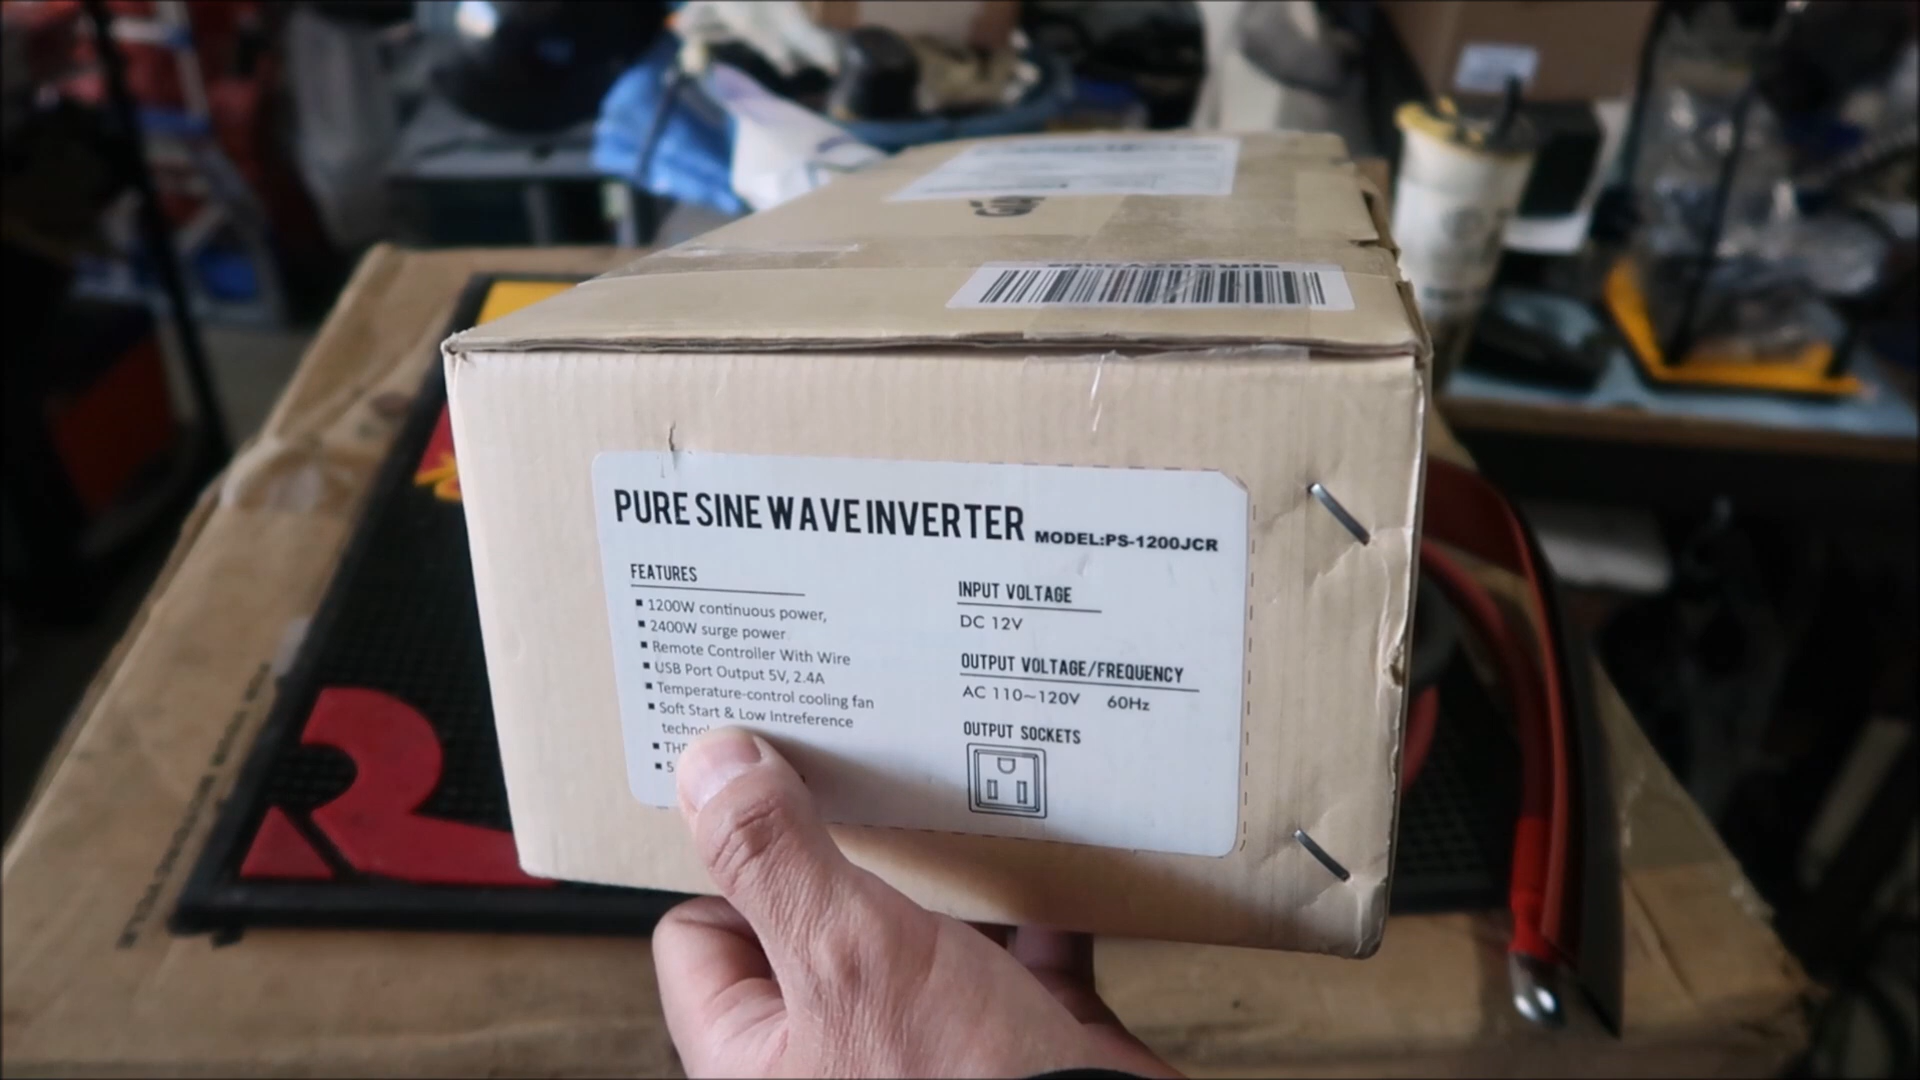 PURE SINE WAVE INVERTER MODEL:PS-1200JCR
FEATURES
▪ 1200W continuous power,
▪ 2400W surge power
▪ Remote Controller With Wire
▪ USB Port Output 5V, 2.4A
▪ Temperature-control cooling fan
▪ Soft Start & Low Intreference
INPUT VOLTAGE
DC 12V
OUTPUT VOLTAGE/FREQUENCY
AC 110~120V 60Hz
OUTPUT SOCKETS